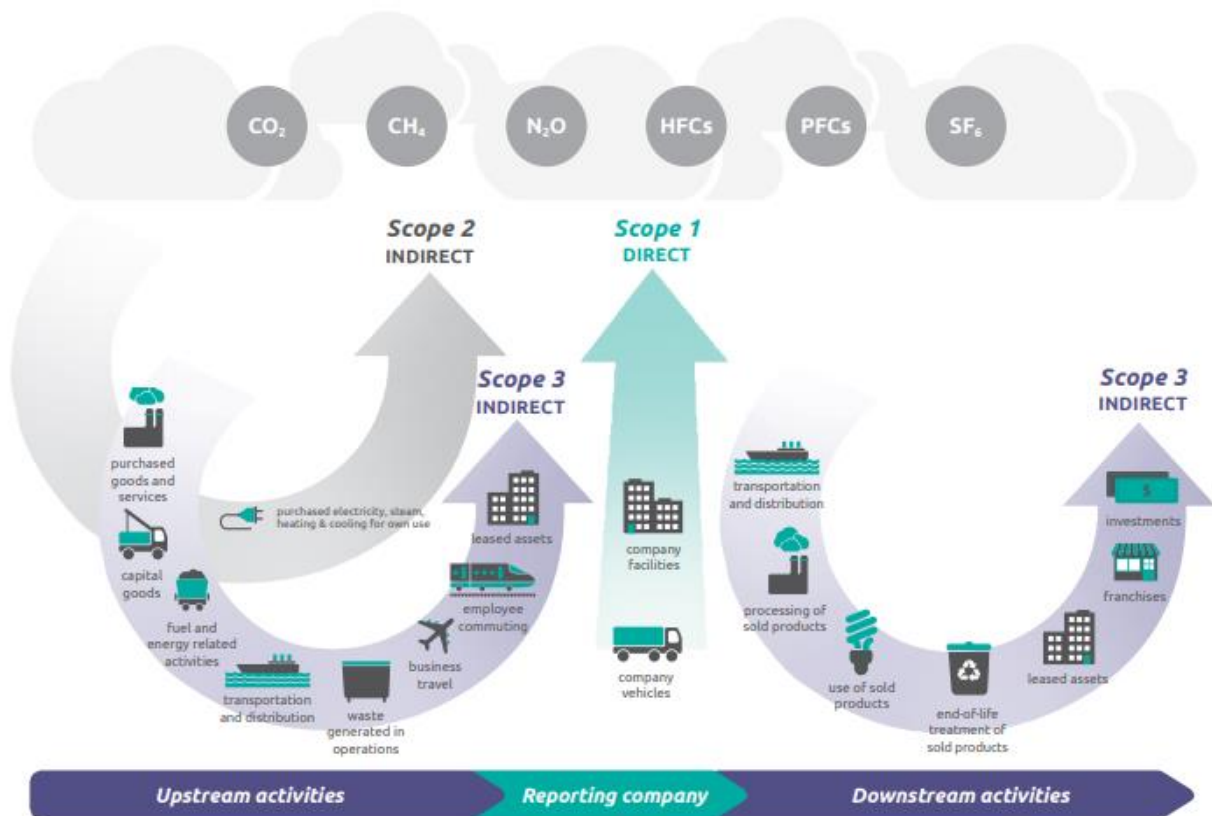 CO₂
CH₄
N₂O
HFCs
PFCs
SF₆
Scope 2
INDIRECT
Scope 1
DIRECT
Scope 3
INDIRECT
Scope 3
INDIRECT
purchased
goods and
services
purchased electricity, steam,
heating & cooling for own use
capital
goods
fuel and
energy related
activities
transportation
and distribution
waste
generated in
operations
business
travel
employee
commuting
leased assets
company
facilities
company
vehicles
transportation
and distribution
processing of
sold products
use of sold
products
end-of-life
treatment of
sold products
leased assets
franchises
$
investments
Upstream activities
Reporting company
Downstream activities